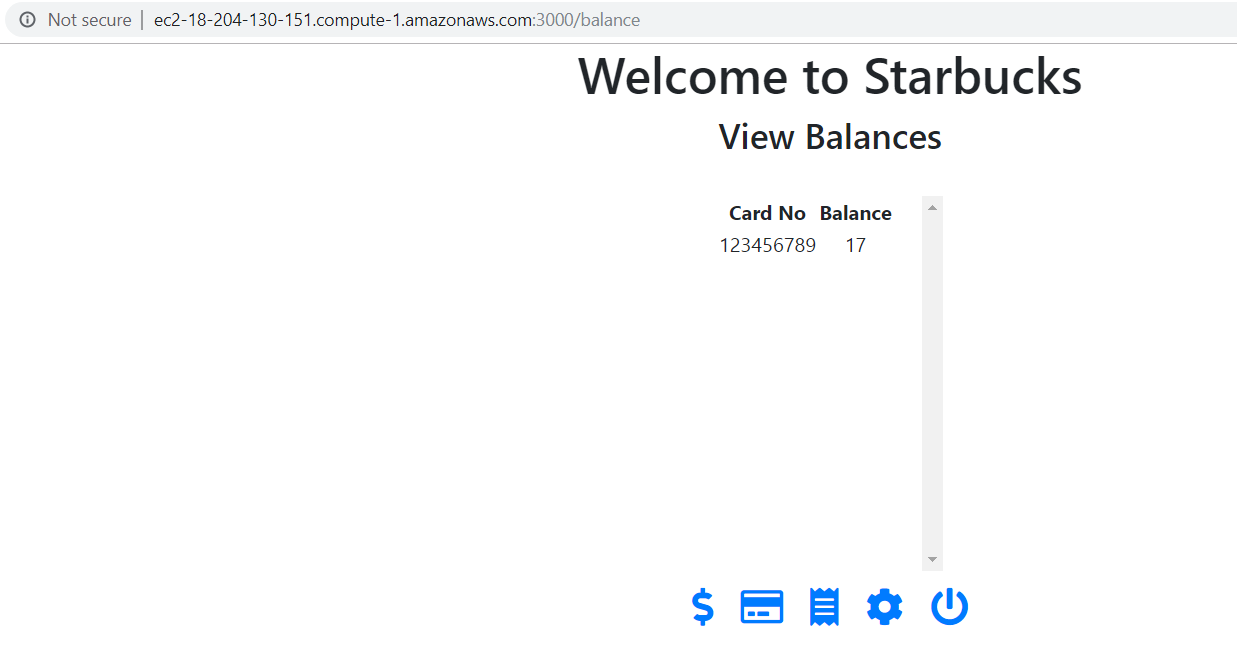 Not secure | ec2-18-204-130-151.compute-1.amazonaws.com:3000/balance
Welcome to Starbucks
View Balances
Card No Balance
123456789 17